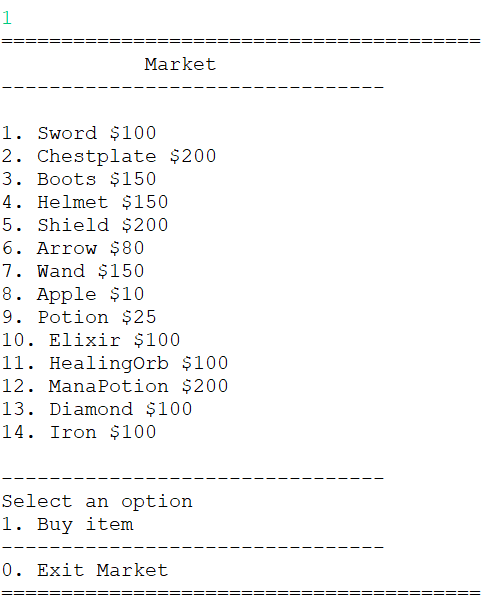 1
========================================
Market
--------------------------------
1. Sword $100
2. Chestplate $200
3. Boots $150
4. Helmet $150
5. Shield $200
6. Arrow $80
7. Wand $150
8. Apple $10
9. Potion $25
10. Elixir $100
11. HealingOrb $100
12. ManaPotion $200
13. Diamond $100
14. Iron $100
--------------------------------
Select an option
1. Buy item
--------------------------------
0. Exit Market
========================================